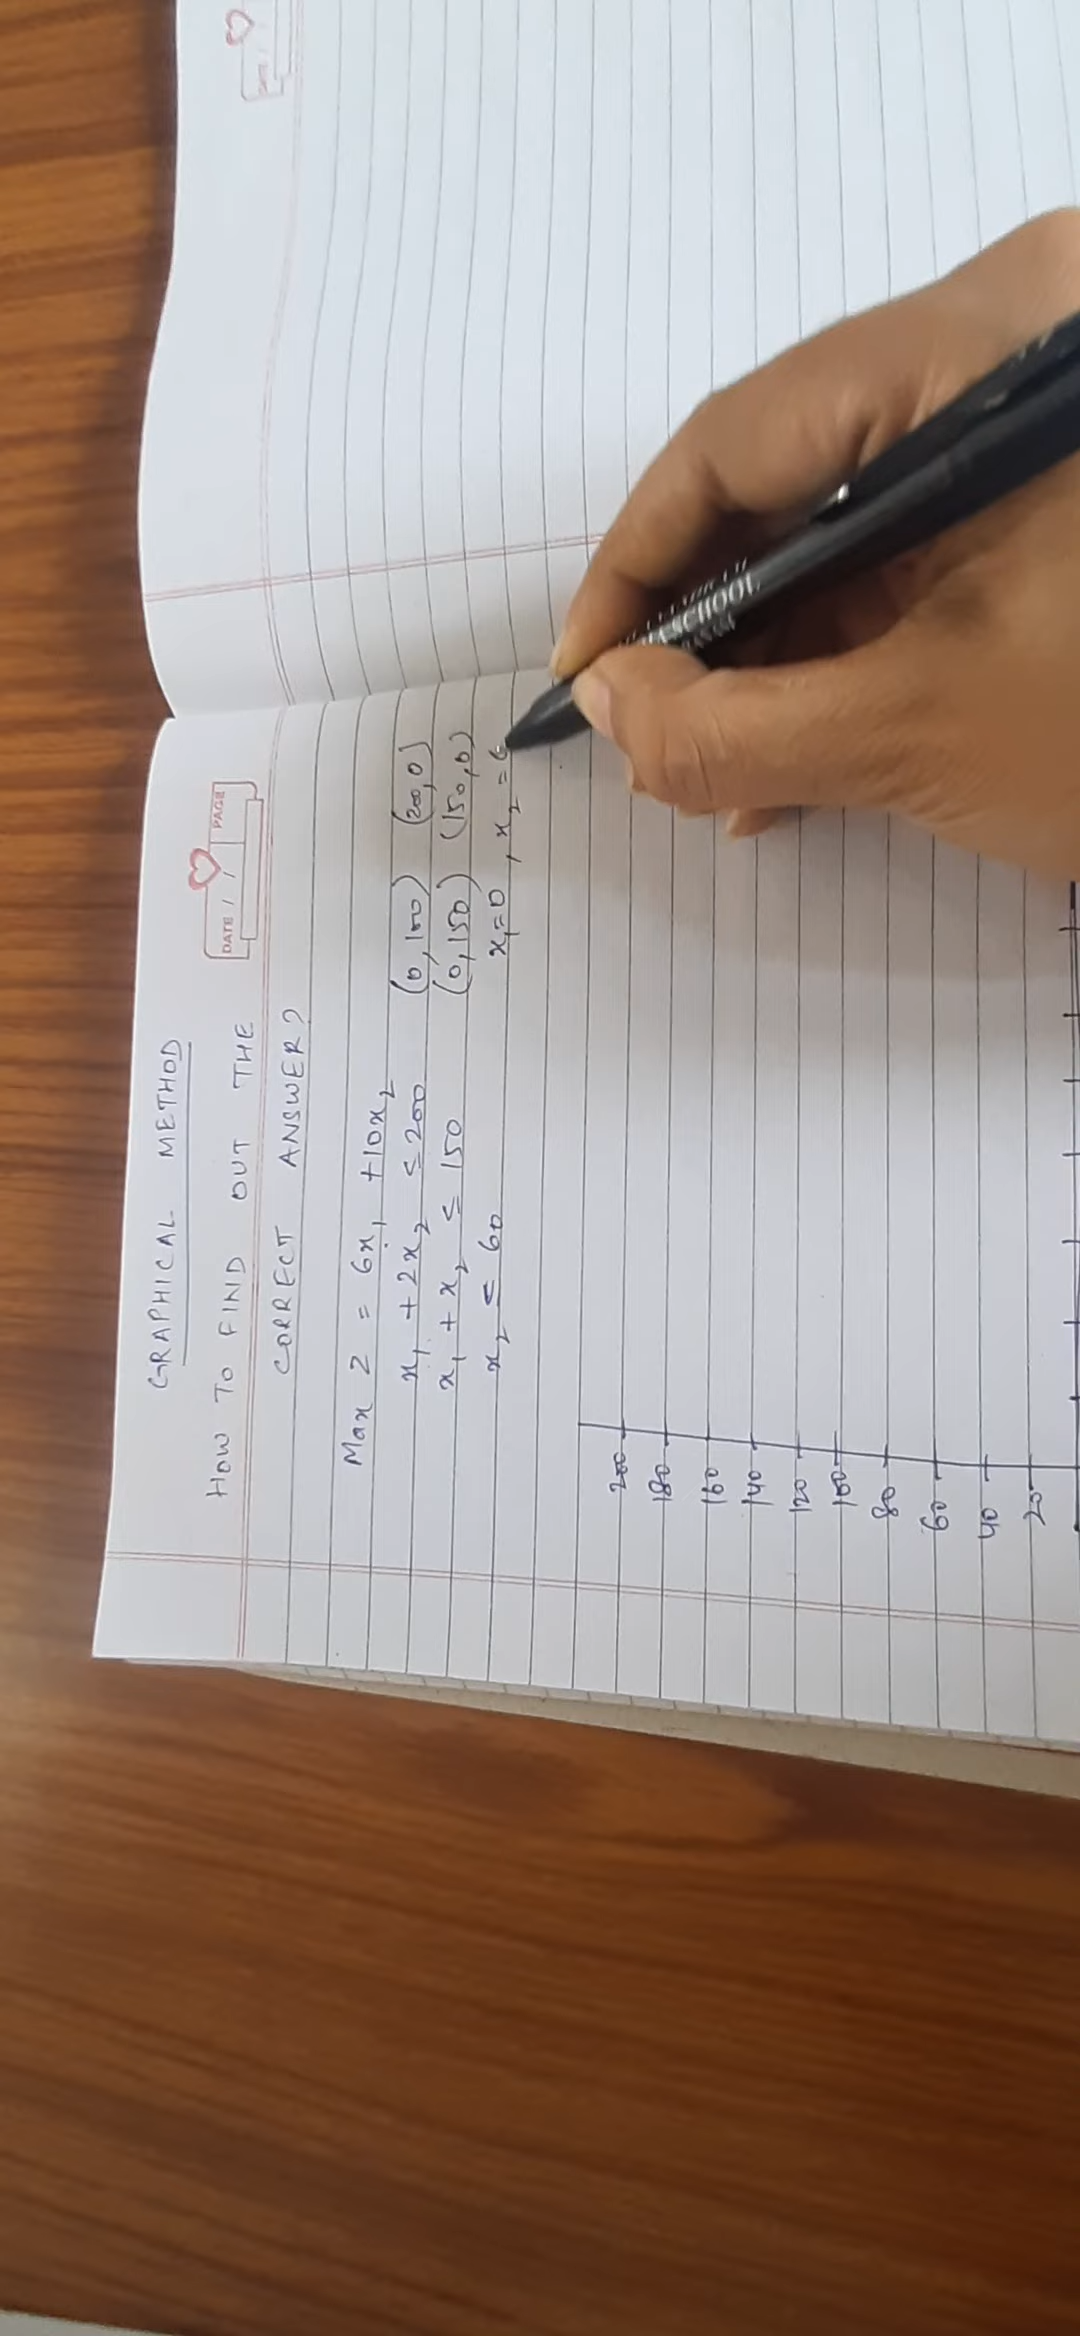 DATE / / PAGE
GRAPHICAL METHOD
HOW TO FIND OUT THE
CORRECT ANSWER?
Max Z = 6x₁ + 10x₂
x₁ + 2x₂ ≤ 200 (0, 100) (200, 0)
x₁ + x₂ ≤ 150 (0, 150) (150, 0)
x₂ ≤ 60 x₁ = 0, x₂ = 6
200
180
160
140
120
100
80
60
40
20
SCHOOL